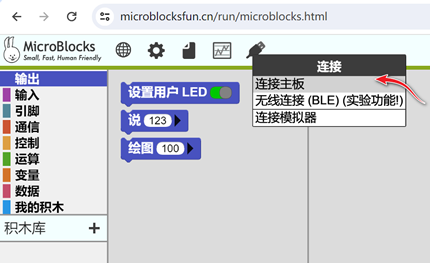 microblocksfun.cn/run/microblocks.html
MicroBlocks
Small, Fast, Human Friendly
连接
连接主板
无线连接 (BLE) (实验功能!)
连接模拟器
输出
输入
引脚
通信
控制
运算
变量
数据
我的积木
积木库 +
设置用户 LED
说 123
绘图 100